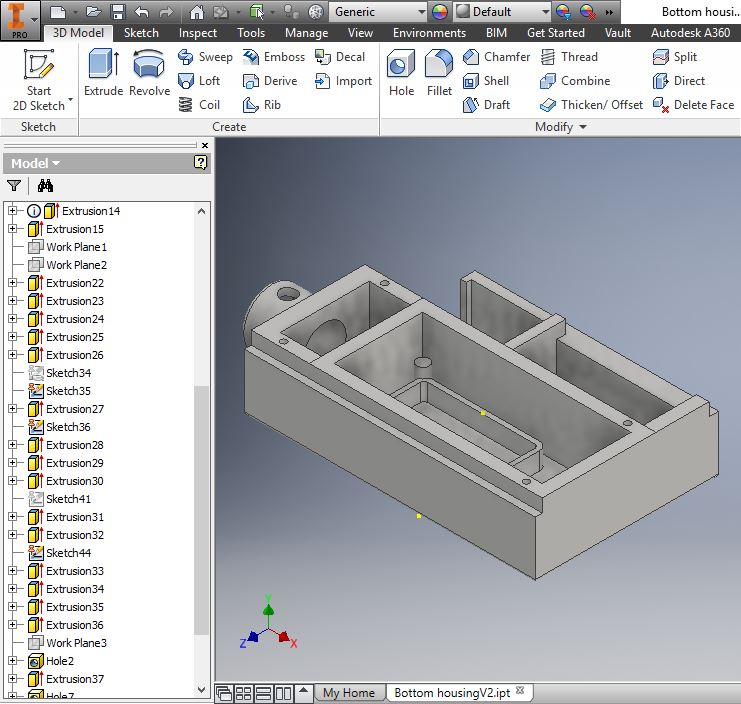 I
PRO
Generic
Default
Bottom housi..
3D Model Sketch Inspect Tools Manage View Environments BIM Get Started Vault Autodesk A360
Start
2D Sketch
Extrude
Revolve
Sweep
Emboss
Decal
Loft
Derive
Import
Coil
Rib
Hole
Fillet
Chamfer
Thread
Split
Shell
Combine
Direct
Draft
Thicken/ Offset
Delete Face
Sketch
Create
Modify
Model
?
Extrusion14
Extrusion15
Work Plane1
Work Plane2
Extrusion22
Extrusion23
Extrusion24
Extrusion25
Extrusion26
Sketch34
Sketch35
Extrusion27
Sketch36
Extrusion28
Extrusion29
Extrusion30
Sketch41
Extrusion31
Extrusion32
Sketch44
Extrusion33
Extrusion34
Extrusion35
Extrusion36
Work Plane3
Hole2
Extrusion37
Hole7
Y
Z
X
My Home
Bottom housingV2.ipt